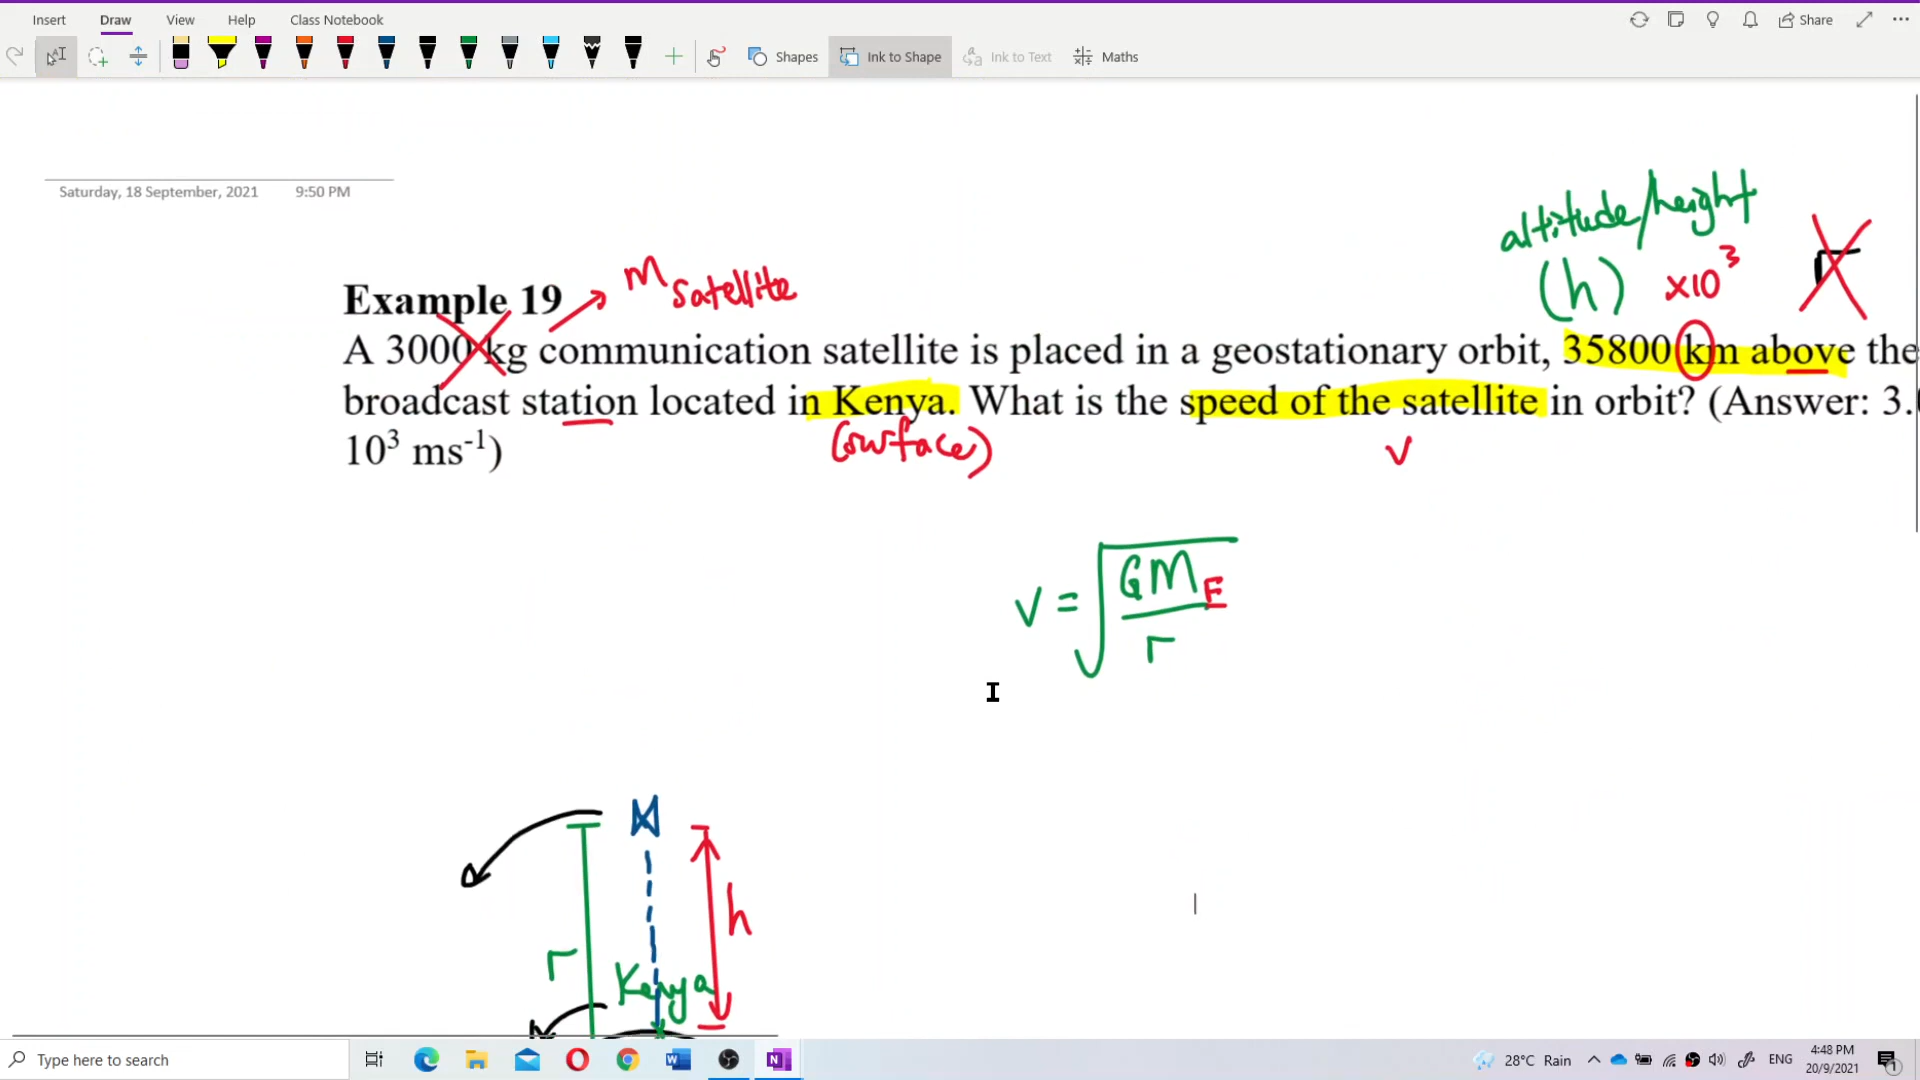 Insert Draw View Help Class Notebook Share
Shapes Ink to Shape Ink to Text Maths
Saturday, 18 September, 2021 9:50 PM
altitude/height
(h) x10³ r
m satellite
Example 19
A 3000 kg communication satellite is placed in a geostationary orbit, 35800 km above the
broadcast station located in Kenya. What is the speed of the satellite in orbit? (Answer: 3.
10³ ms⁻¹)
(surface)
v
v = √(GM_E / r)
h
r
Kenya
Type here to search 28°C Rain ENG 4:48 PM
20/9/2021 1